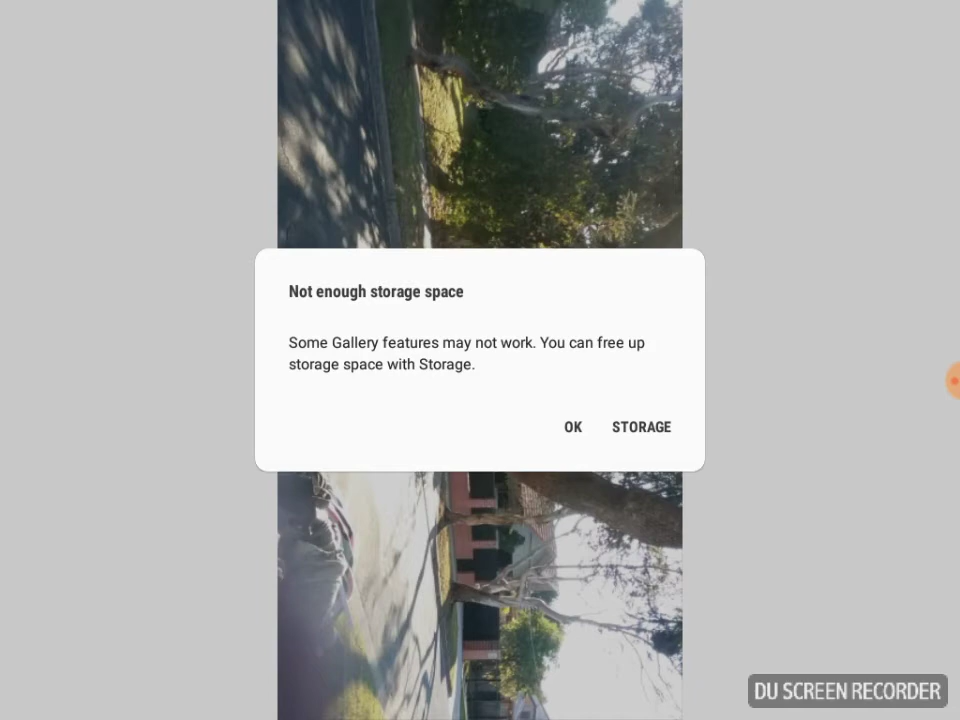 Not enough storage space
Some Gallery features may not work. You can free up
storage space with Storage.
OK STORAGE
DU SCREEN RECORDER